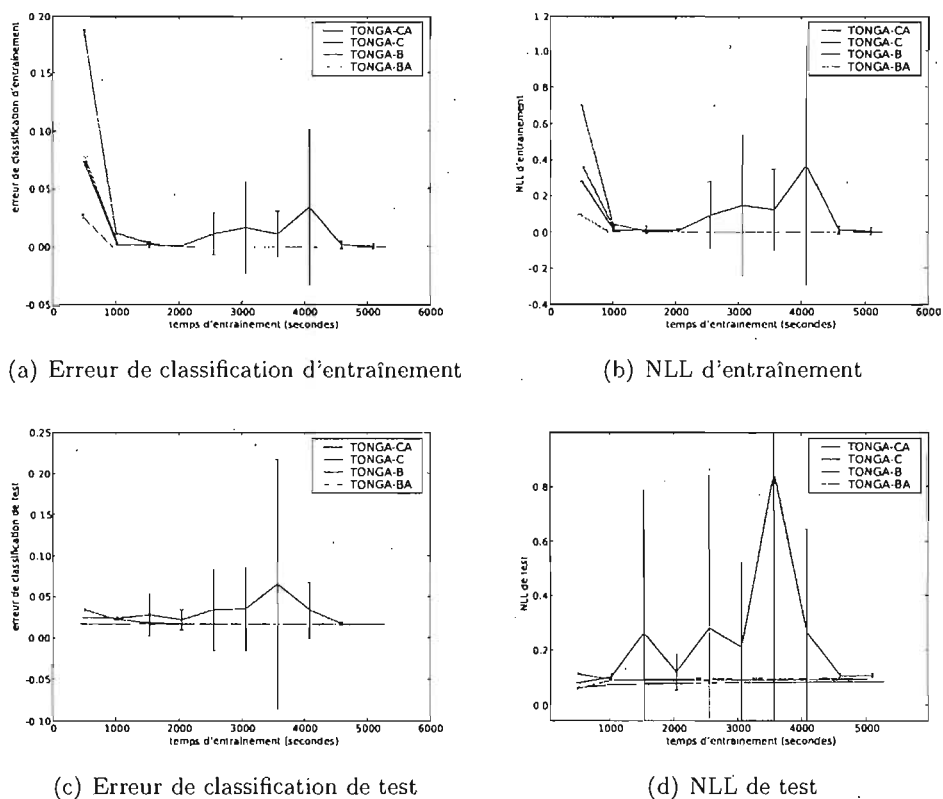 0.20
0.15
0.10
0.05
0.00
-0.05
0
1000
2000
3000
4000
5000
6000
erreur de classification d'entrainement
temps d'entrainement (secondes)
TONGA-CA
TONGA-C
TONGA-B
TONGA-BA
1.2
1.0
0.8
0.6
0.4
0.2
0.0
-0.2
-0.4
0
1000
2000
3000
4000
5000
6000
NLL d'entrainement
temps d'entrainement (secondes)
TONGA-CA
TONGA-C
TONGA-B
TONGA-BA
(a) Erreur de classification d'entraînement
(b) NLL d'entraînement
0.25
0.20
0.15
0.10
0.05
0.00
-0.05
-0.10
0
1000
2000
3000
4000
5000
6000
erreur de classification de test
temps d'entrainement (secondes)
TONGA-CA
TONGA-C
TONGA-B
TONGA-BA
0.8
0.6
0.4
0.2
0.0
0
1000
2000
3000
4000
5000
NLL de test
temps d'entrainement (secondes)
TONGA-CA
TONGA-C
TONGA-B
TONGA-BA
(c) Erreur de classification de test
(d) NLL de test